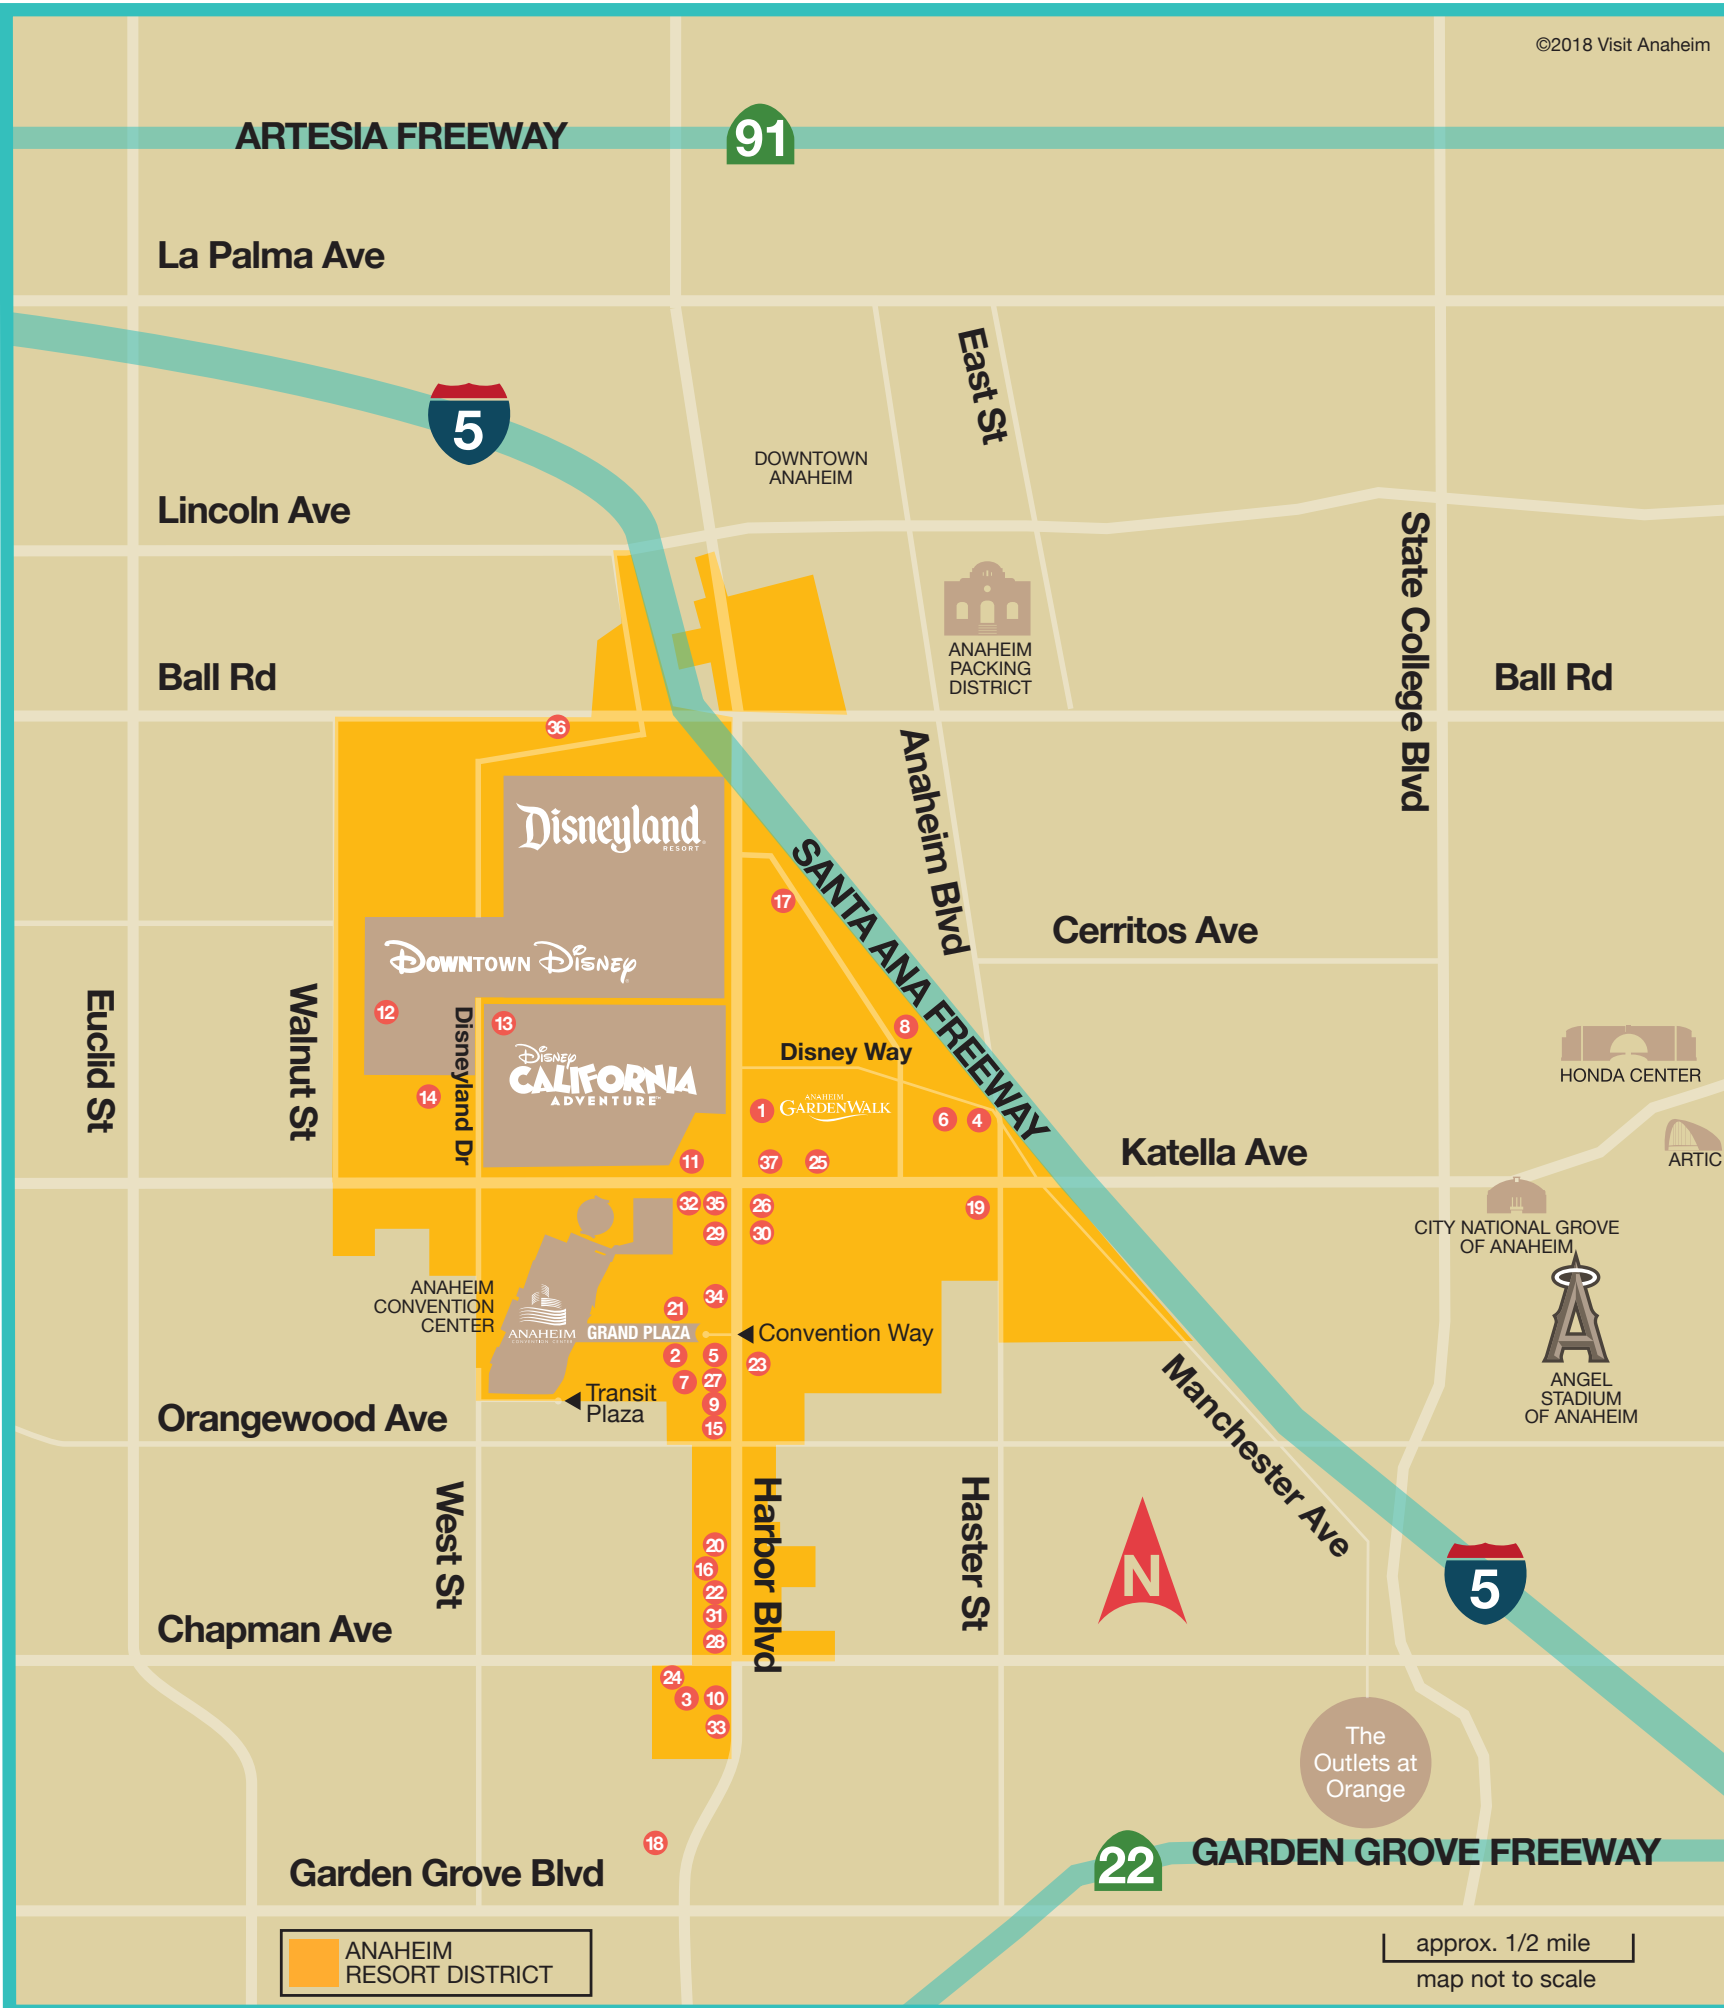 ©2018 Visit Anaheim
ARTESIA FREEWAY
91
La Palma Ave
East St
5
DOWNTOWN
ANAHEIM
Lincoln Ave
State College Blvd
ANAHEIM
PACKING
DISTRICT
Ball Rd
Ball Rd
36
Anaheim Blvd
Disneyland
RESORT
SANTA ANA FREEWAY
17
Cerritos Ave
DOWNTOWN DISNEY
Euclid St
Walnut St
12
Disneyland Dr
13
8
Disney Way
DISNEY
CALIFORNIA
ADVENTURE
HONDA CENTER
14
1
ANAHEIM
GARDENWALK
6
4
Katella Ave
ARTIC
11
37
25
32
35
26
19
29
30
CITY NATIONAL GROVE
OF ANAHEIM
ANAHEIM
CONVENTION
CENTER
34
21
ANAHEIM
CONVENTION CENTER
GRAND PLAZA
Convention Way
2
5
23
7
27
Transit
Plaza
9
15
Manchester Ave
A
ANGEL
STADIUM
OF ANAHEIM
Orangewood Ave
West St
Harbor Blvd
Haster St
N
20
16
22
31
28
5
Chapman Ave
24
3
10
33
The
Outlets at
Orange
18
22
GARDEN GROVE FREEWAY
Garden Grove Blvd
ANAHEIM
RESORT DISTRICT
approx. 1/2 mile
map not to scale